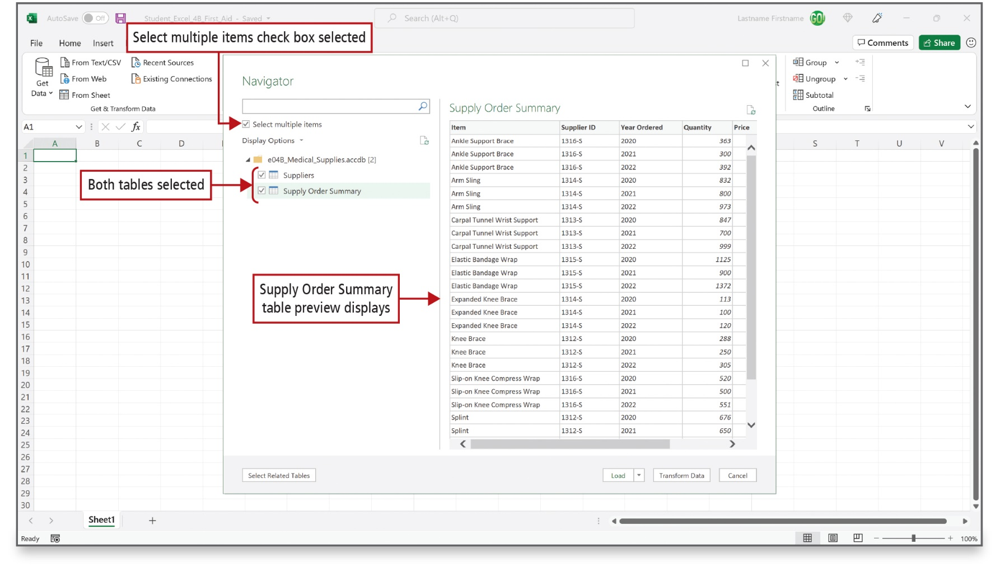 AutoSave Off Student_Excel_4B_First_Aid - Saved Search (Alt+Q) Lastname Firstname GO!
Select multiple items check box selected
File Home Insert Comments Share
Get Data
From Text/CSV
From Web
From Sheet
Recent Sources
Existing Connections
Get & Transform Data
Group
Ungroup
Subtotal
Outline
A1 fx
A B C D S T U V
1
2
3
4
5
6
7
8
9
10
11
12
13
14
15
16
17
18
19
20
21
22
23
24
25
26
27
28
29
30
Navigator
Select multiple items
Display Options
e04B_Medical_Supplies.accdb [2]
Suppliers
Supply Order Summary
Both tables selected
Supply Order Summary
table preview displays
Supply Order Summary
Item Supplier ID Year Ordered Quantity Price
Ankle Support Brace 1316-S 2020 363
Ankle Support Brace 1316-S 2021 300
Ankle Support Brace 1316-S 2022 392
Arm Sling 1314-S 2020 832
Arm Sling 1314-S 2021 800
Arm Sling 1314-S 2022 973
Carpal Tunnel Wrist Support 1313-S 2020 847
Carpal Tunnel Wrist Support 1313-S 2021 700
Carpal Tunnel Wrist Support 1313-S 2022 999
Elastic Bandage Wrap 1315-S 2020 1125
Elastic Bandage Wrap 1315-S 2021 900
Elastic Bandage Wrap 1315-S 2022 1372
Expanded Knee Brace 1314-S 2020 113
Expanded Knee Brace 1314-S 2021 100
Expanded Knee Brace 1314-S 2022 120
Knee Brace 1312-S 2020 288
Knee Brace 1312-S 2021 250
Knee Brace 1312-S 2022 305
Slip-on Knee Compress Wrap 1316-S 2020 520
Slip-on Knee Compress Wrap 1316-S 2021 500
Slip-on Knee Compress Wrap 1316-S 2022 551
Splint 1312-S 2020 676
Splint 1312-S 2021 650
Select Related Tables Load Transform Data Cancel
Sheet1
Ready 100%